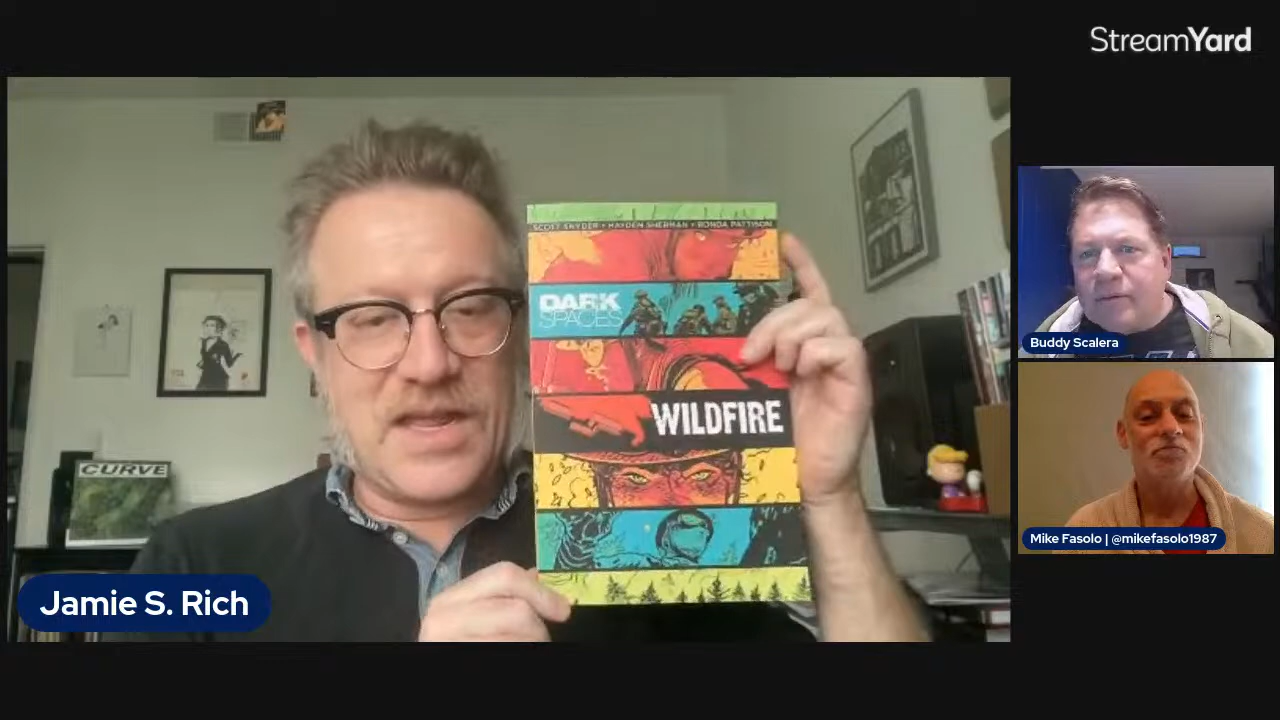 StreamYard
SCOTT SNYDER • HAYDEN SHERMAN • RONDA PATTISON
DARK
SPACES
WILDFIRE
CURVE
Jamie S. Rich
Buddy Scalera
Mike Fasolo | @mikefasolo1987